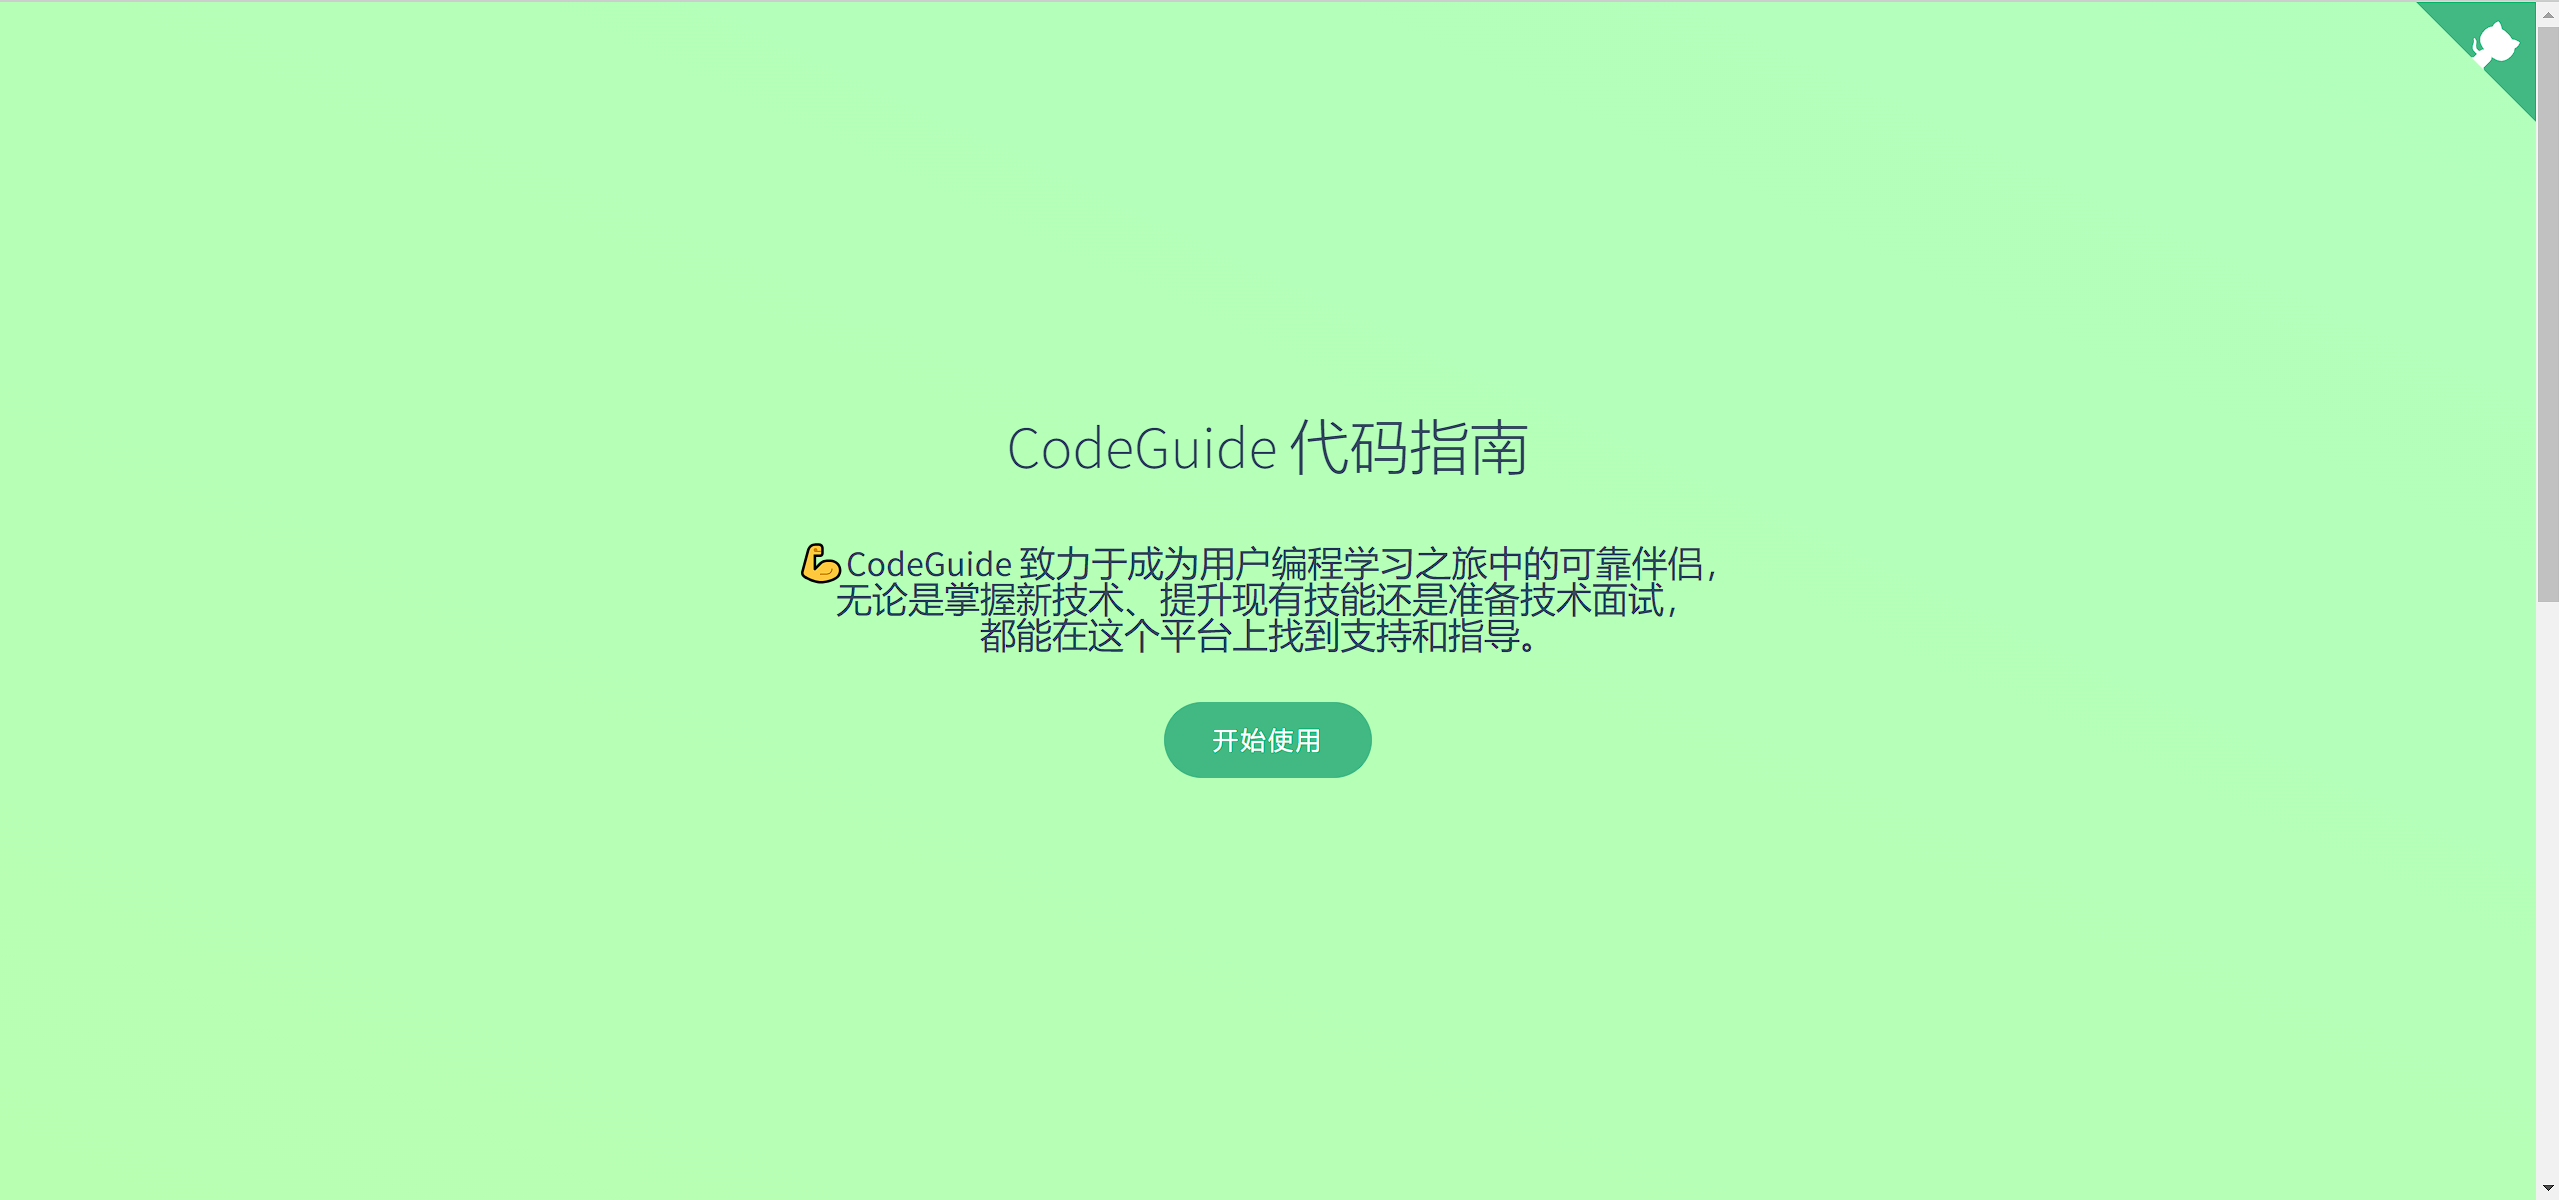 CodeGuide 代码指南
💪CodeGuide 致力于成为用户编程学习之旅中的可靠伴侣，
无论是掌握新技术、提升现有技能还是准备技术面试，
都能在这个平台上找到支持和指导。
开始使用